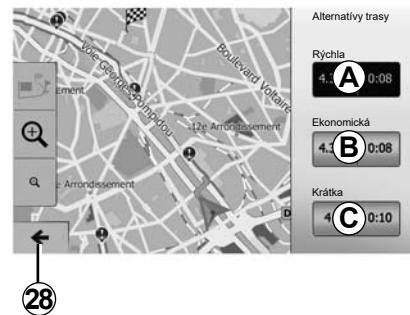 Alternatívy trasy
Rýchla
4. A 0:08
Ekonomická
4. B 0:08
Krátka
4 C 0:10
Voie Georges Pompidou
Boulevard Voltaire
ement
12e Arrondissement
e Arrondissement
D
28